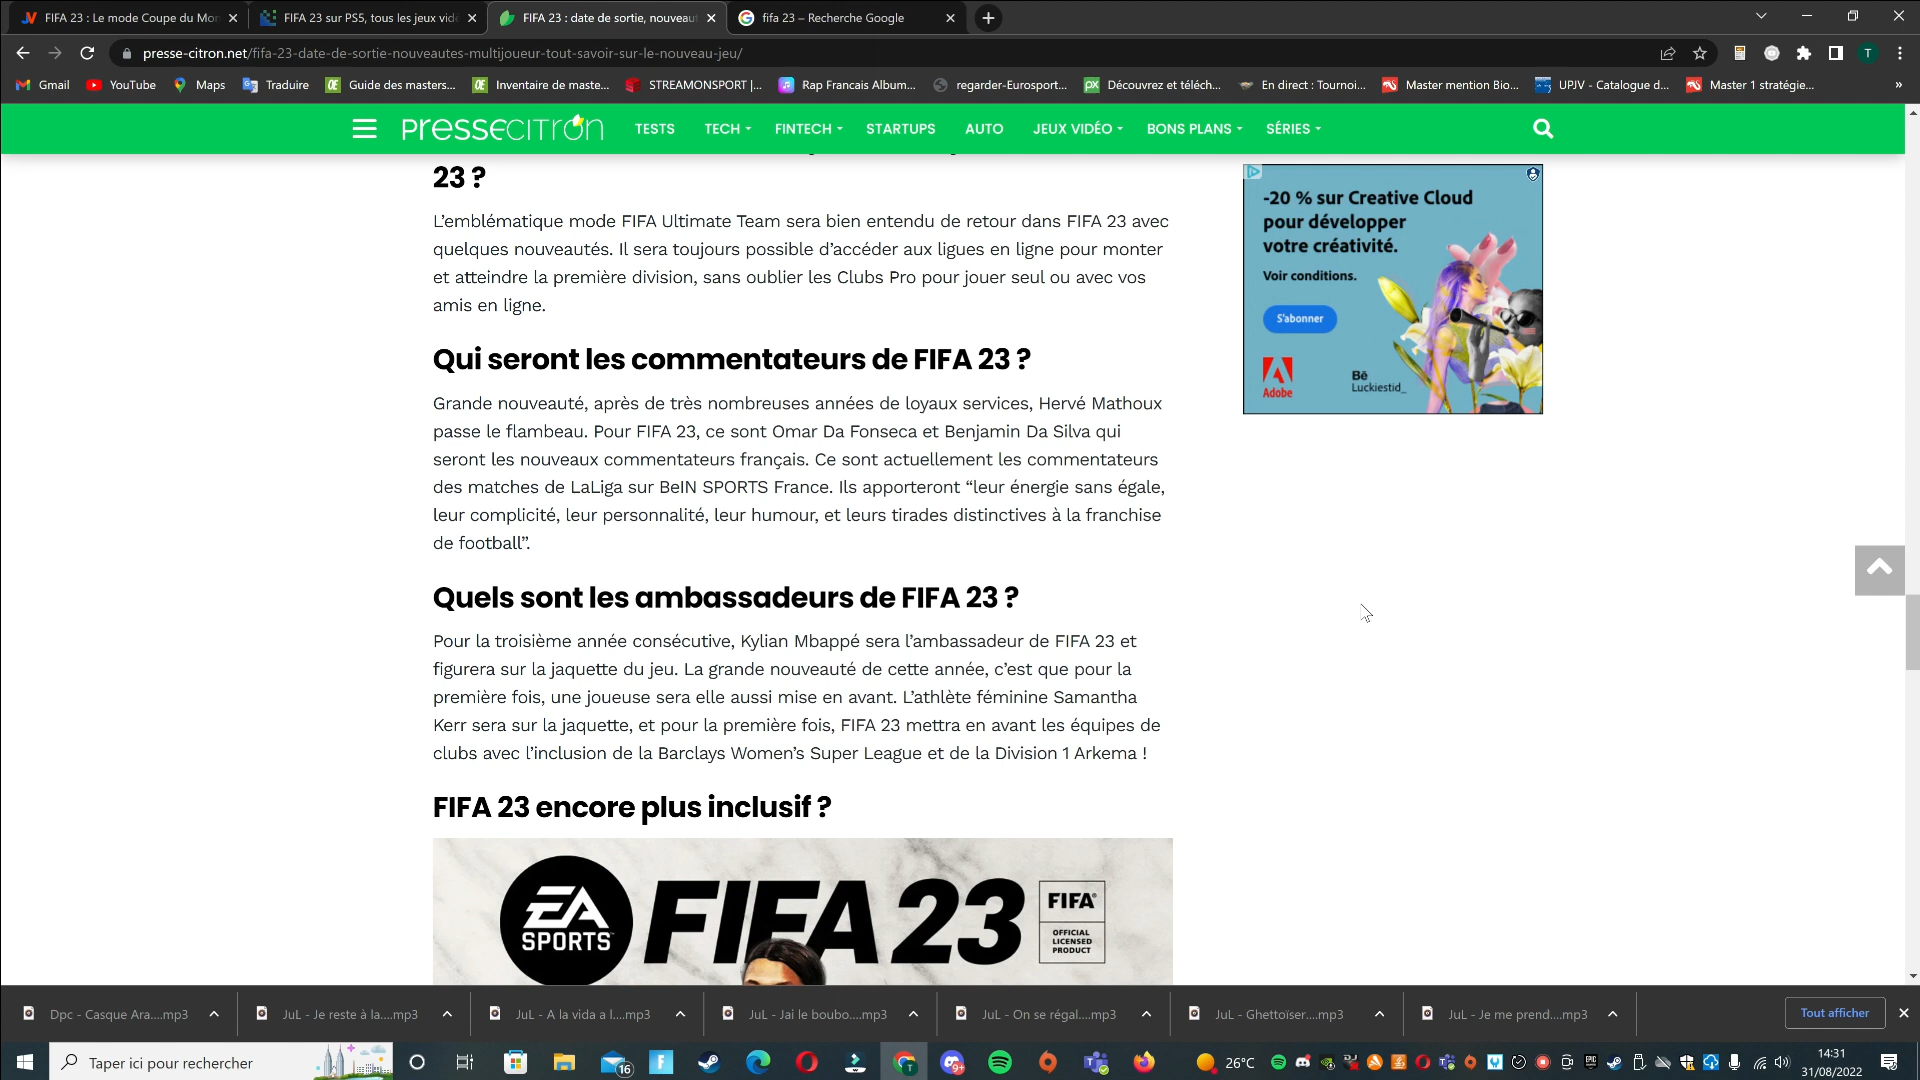 FIFA 23 : Le mode Coupe du Mon
FIFA 23 sur PS5, tous les jeux vidé
FIFA 23 : date de sortie, nouveaut
fifa 23 – Recherche Google
presse-citron.net/fifa-23-date-de-sortie-nouveautes-multijoueur-tout-savoir-sur-le-nouveau-jeu/
T
Gmail
YouTube
Maps
Traduire
Guide des masters...
Inventaire de maste...
STREAMONSPORT |...
Rap Francais Album...
regarder-Eurosport...
Découvrez et téléch...
En direct : Tournoi...
Master mention Bio...
UPJV - Catalogue d...
Master 1 stratégie...
»
PRESSECITRON
TESTS
TECH
FINTECH
STARTUPS
AUTO
JEUX VIDÉO
BONS PLANS
SÉRIES
23 ?
L’emblématique mode FIFA Ultimate Team sera bien entendu de retour dans FIFA 23 avec
quelques nouveautés. Il sera toujours possible d’accéder aux ligues en ligne pour monter
et atteindre la première division, sans oublier les Clubs Pro pour jouer seul ou avec vos
amis en ligne.
Qui seront les commentateurs de FIFA 23 ?
Grande nouveauté, après de très nombreuses années de loyaux services, Hervé Mathoux
passe le flambeau. Pour FIFA 23, ce sont Omar Da Fonseca et Benjamin Da Silva qui
seront les nouveaux commentateurs français. Ce sont actuellement les commentateurs
des matches de LaLiga sur BeIN SPORTS France. Ils apporteront “leur énergie sans égale,
leur complicité, leur personnalité, leur humour, et leurs tirades distinctives à la franchise
de football”.
Quels sont les ambassadeurs de FIFA 23 ?
Pour la troisième année consécutive, Kylian Mbappé sera l’ambassadeur de FIFA 23 et
figurera sur la jaquette du jeu. La grande nouveauté de cette année, c’est que pour la
première fois, une joueuse sera elle aussi mise en avant. L’athlète féminine Samantha
Kerr sera sur la jaquette, et pour la première fois, FIFA 23 mettra en avant les équipes de
clubs avec l’inclusion de la Barclays Women’s Super League et de la Division 1 Arkema !
FIFA 23 encore plus inclusif ?
EA
SPORTS
FIFA 23
FIFA
OFFICIAL
LICENSED
PRODUCT
-20 % sur Creative Cloud
pour développer
votre créativité.
Voir conditions.
S'abonner
Adobe
Bē
Luckiestid_
Dpc - Casque Ara....mp3
JuL - Je reste à la....mp3
JuL - A la vida a l....mp3
JuL - Jai le boubo....mp3
JuL - On se régal....mp3
JuL - Ghettoïser....mp3
JuL - Je me prend....mp3
Tout afficher
Taper ici pour rechercher
16
9+
26°C
14:31
31/08/2022